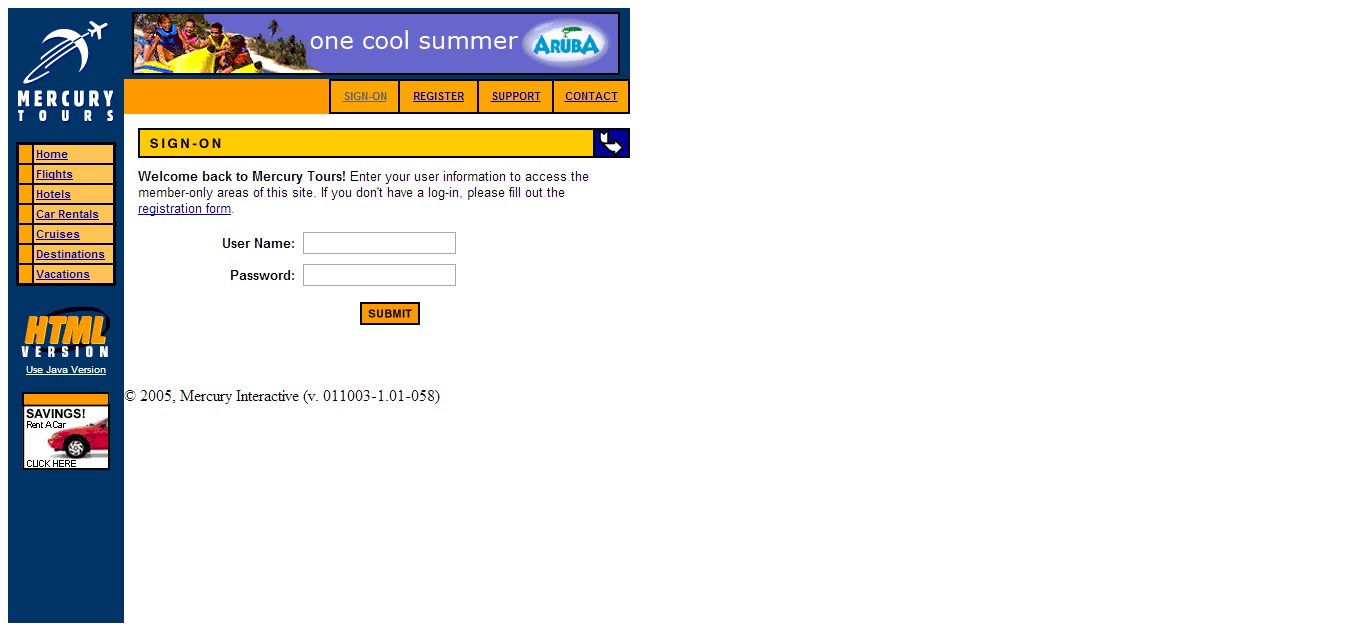 one cool summer ARUBA
MERCURY
TOURS
SIGN-ON REGISTER SUPPORT CONTACT
SIGN-ON
Home
Flights
Hotels
Car Rentals
Cruises
Destinations
Vacations
HTML
VERSION
Use Java Version
SAVINGS!
Rent A Car
CLICK HERE
Welcome back to Mercury Tours! Enter your user information to access the
member-only areas of this site. If you don't have a log-in, please fill out the
registration form.
User Name:
Password:
SUBMIT
© 2005, Mercury Interactive (v. 011003-1.01-058)